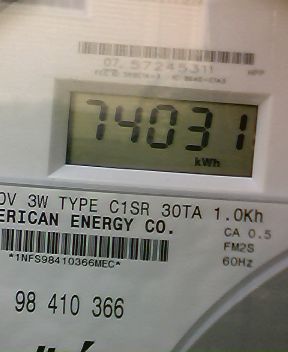 07 57245311
74031
kWh
0V 3W TYPE C1SR 30TA 1.0Kh
ERICAN ENERGY CO.
CA 0.5
FM2S
*1NFS98410366MEC*
60Hz
98 410 366